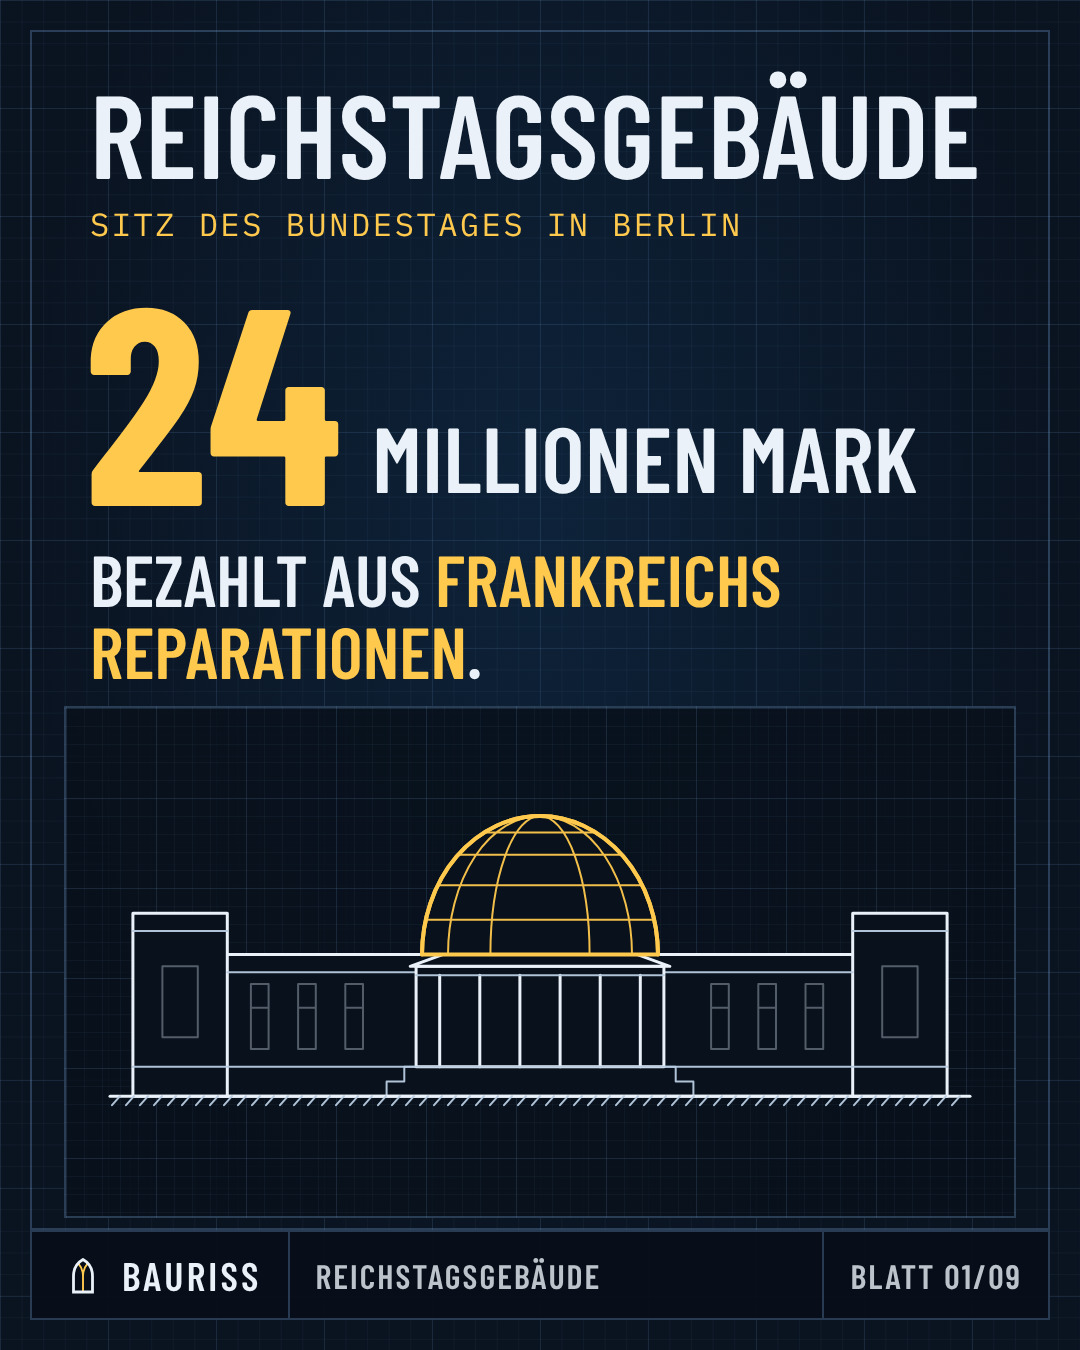 REICHSTAGSGEBÄUDE
SITZ DES BUNDESTAGES IN BERLIN
24 MILLIONEN MARK
BEZAHLT AUS FRANKREICHS
REPARATIONEN.
BAURISS
REICHSTAGSGEBÄUDE
BLATT 01/09